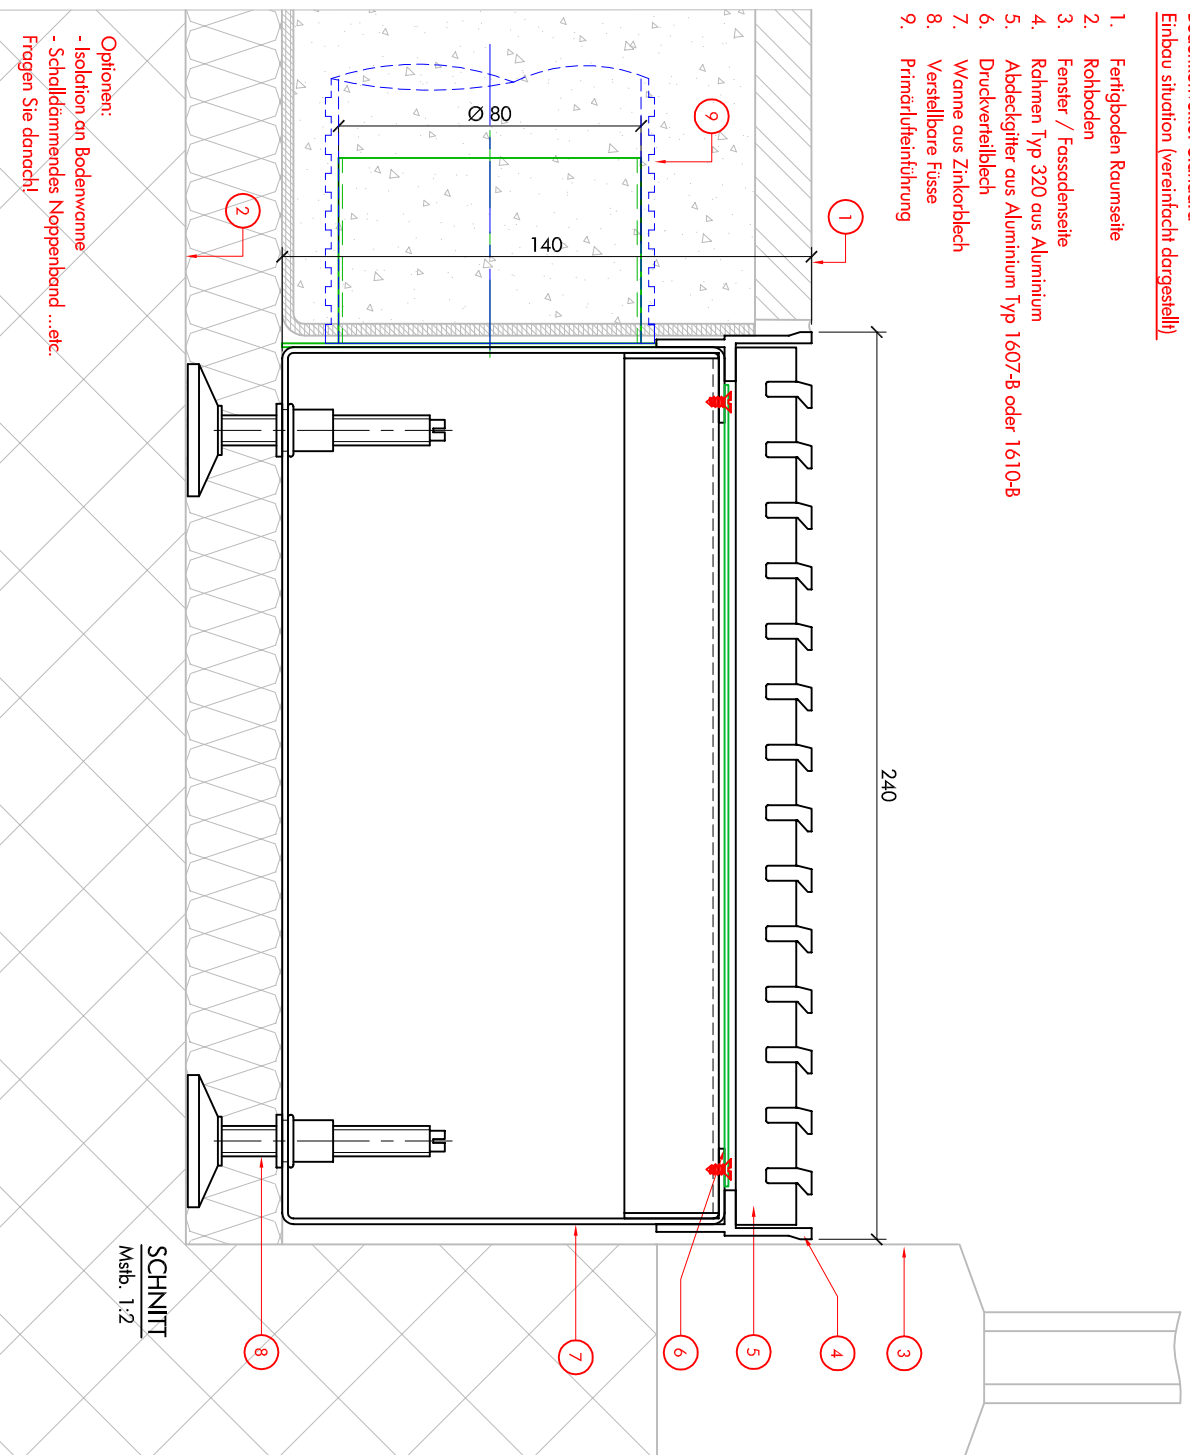 Einbau situation (vereinfacht dargestellt)
1. Fertigboden Raumseite
2. Rohboden
3. Fenster / Fassadenseite
4. Rahmen Typ 320 aus Aluminium
5. Abdeckgitter aus Aluminium Typ 1607-B oder 1610-B
6. Druckverteilblech
7. Wanne aus Zinkorblech
8. Verstellbare Füsse
9. Primärlufteinführung
240
1
140
Ø 80
9
2
3
4
5
6
7
8
SCHNITT
Mstb. 1:2
Optionen:
- Isolation an Bodenwanne
- Schalldämmendes Noppenband ...etc.
Fragen Sie danach!